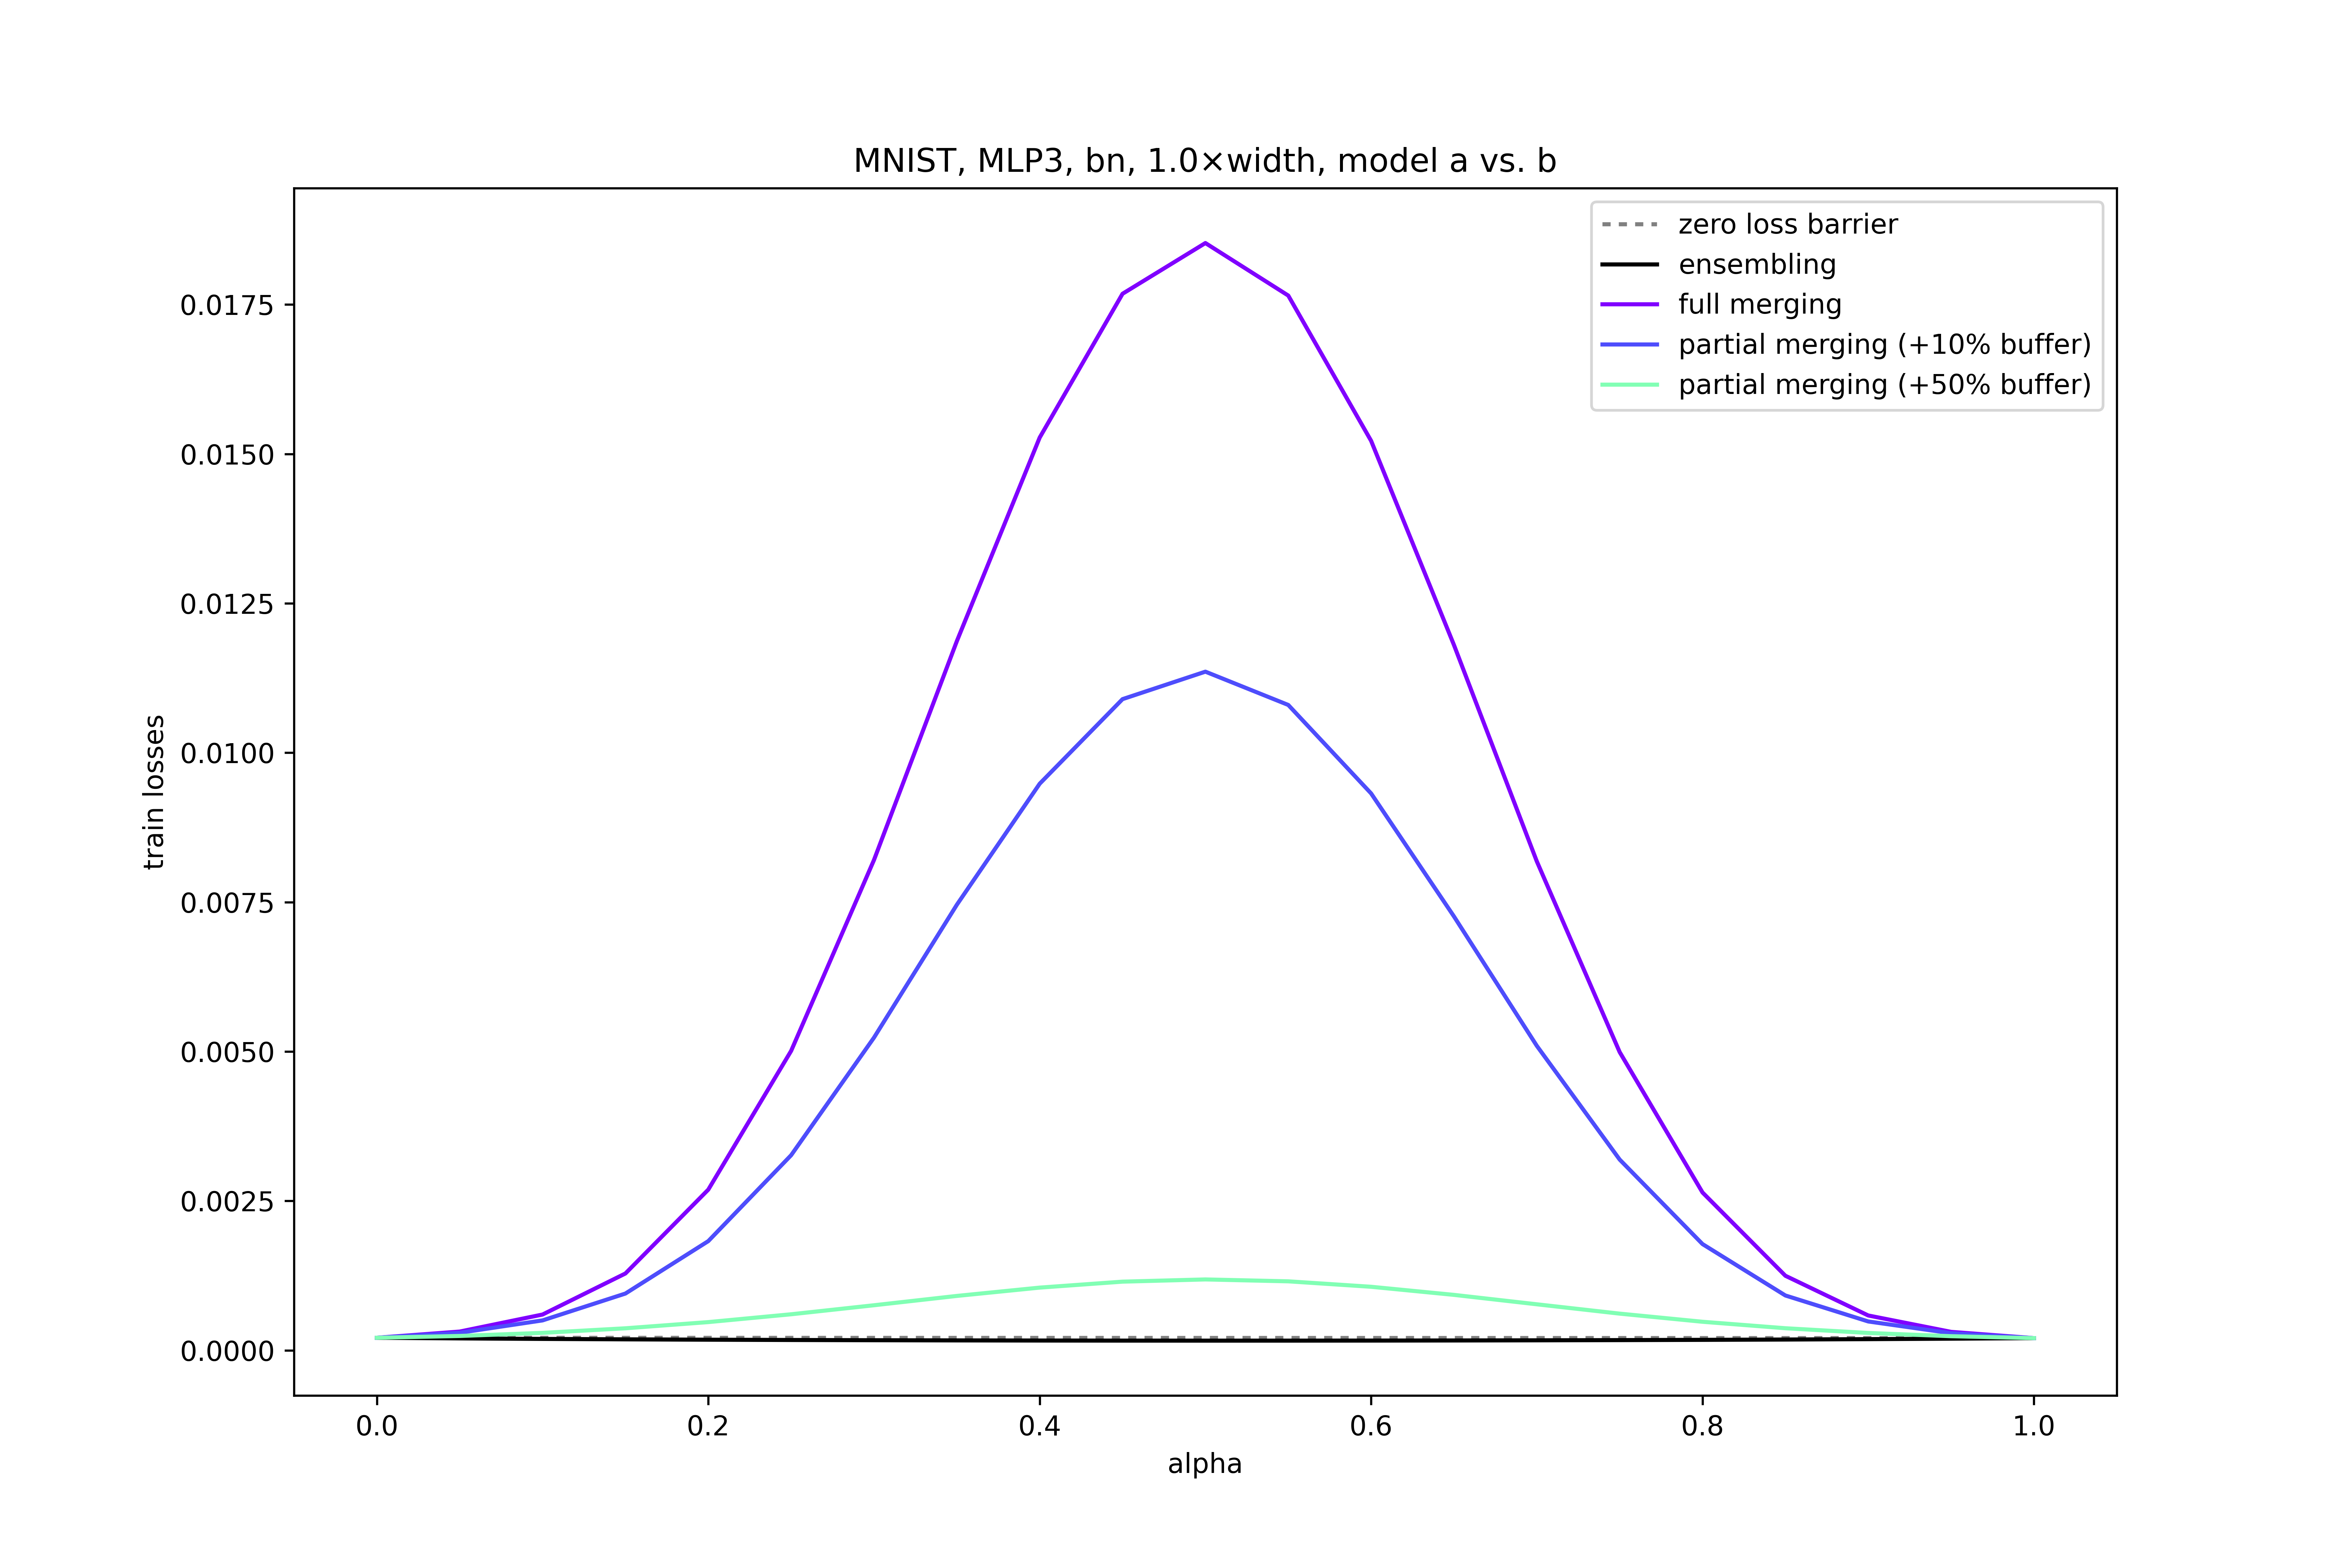 MNIST, MLP3, bn, 1.0×width, model a vs. b
zero loss barrier
ensembling
full merging
partial merging (+10% buffer)
partial merging (+50% buffer)
train losses
0.0175
0.0150
0.0125
0.0100
0.0075
0.0050
0.0025
0.0000
0.0 0.2 0.4 0.6 0.8 1.0
alpha